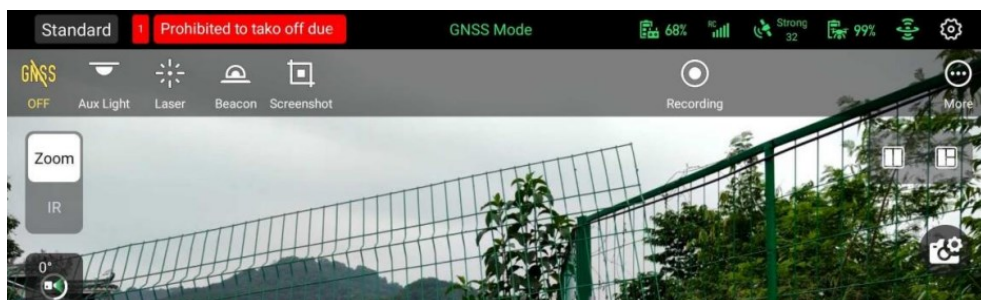 Standard 1 Prohibited to tako off due GNSS Mode 68% RC Strong 32 99%
GNSS
OFF Aux Light Laser Beacon Screenshot Recording More
Zoom
IR
0°